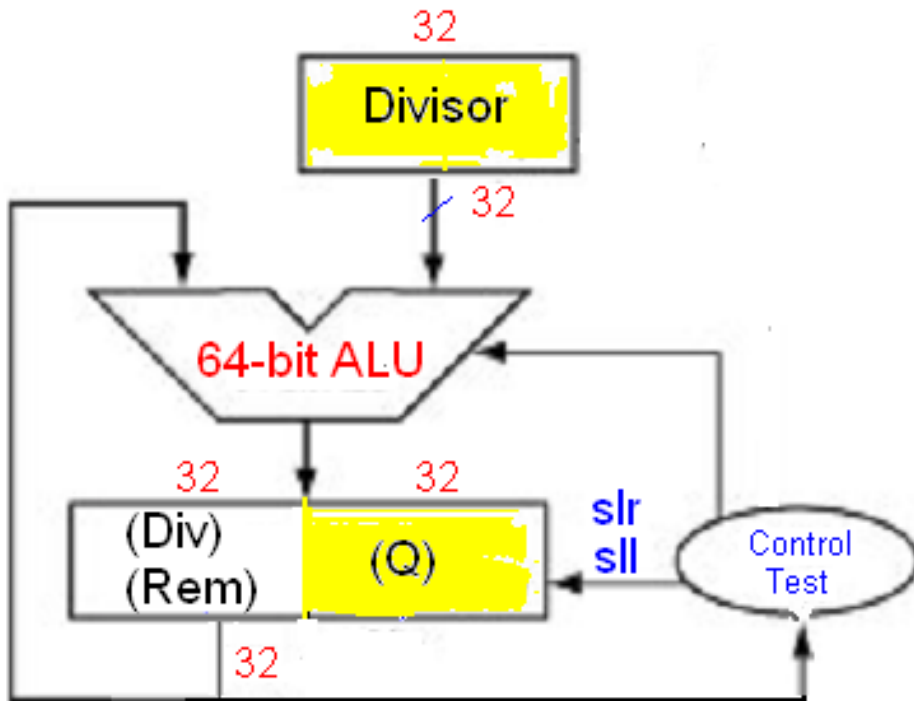 32
Divisor
32
64-bit ALU
32
32
(Div)
(Rem)
(Q)
slr
sll
Control
Test
32